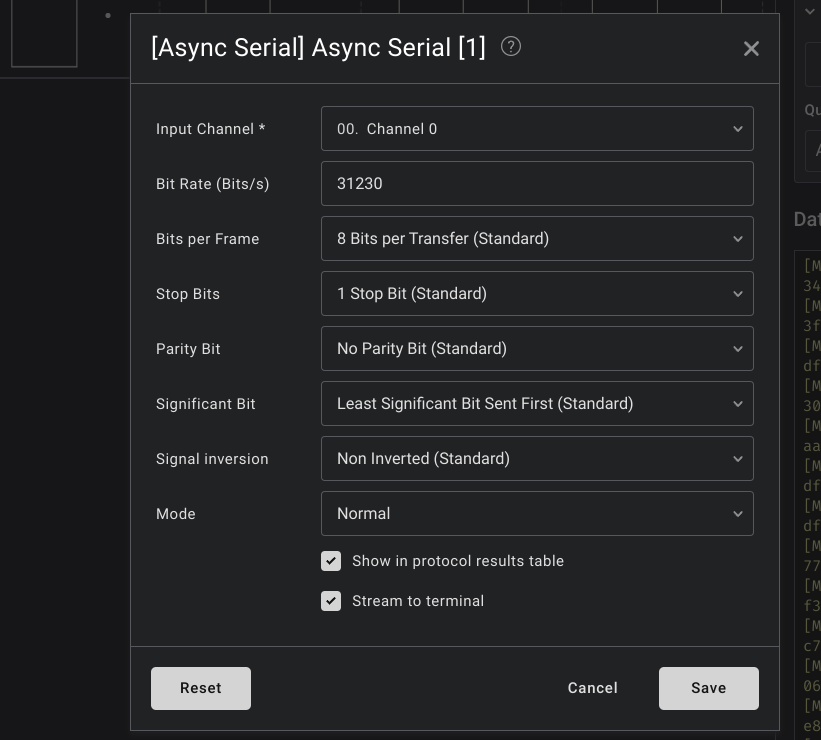 [Async Serial] Async Serial [1] ?
Input Channel * 00. Channel 0
Bit Rate (Bits/s) 31230
Bits per Frame 8 Bits per Transfer (Standard)
Stop Bits 1 Stop Bit (Standard)
Parity Bit No Parity Bit (Standard)
Significant Bit Least Significant Bit Sent First (Standard)
Signal inversion Non Inverted (Standard)
Mode Normal
Show in protocol results table
Stream to terminal
Reset Cancel Save
Qu
Dat
[M
34
[M
3f
[M
df
[M
30
[M
aa
[M
df
[M
df
[M
77
[M
f3
[M
c7
[M
06
[M
e8